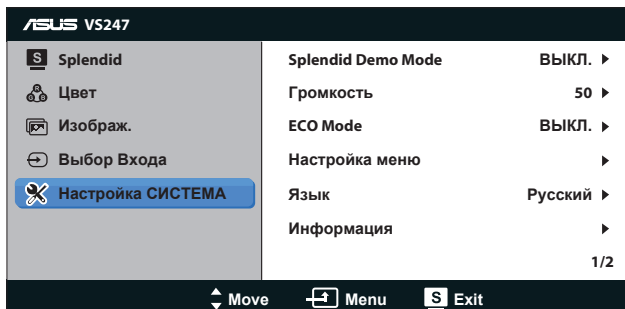 ASUS VS247
S Splendid
Цвет
Изображ.
Выбор Входа
Настройка СИСТЕМА
Splendid Demo Mode ВЫКЛ.
Громкость 50
ECO Mode ВЫКЛ.
Настройка меню
Язык Русский
Информация
1/2
Move Menu S Exit